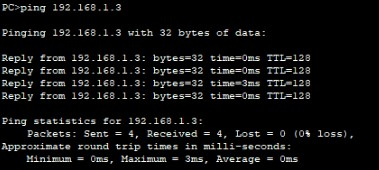 PC>ping 192.168.1.3
Pinging 192.168.1.3 with 32 bytes of data:
Reply from 192.168.1.3: bytes=32 time=0ms TTL=128
Reply from 192.168.1.3: bytes=32 time=0ms TTL=128
Reply from 192.168.1.3: bytes=32 time=3ms TTL=128
Reply from 192.168.1.3: bytes=32 time=0ms TTL=128
Ping statistics for 192.168.1.3:
Packets: Sent = 4, Received = 4, Lost = 0 (0% loss),
Approximate round trip times in milli-seconds:
Minimum = 0ms, Maximum = 3ms, Average = 0ms